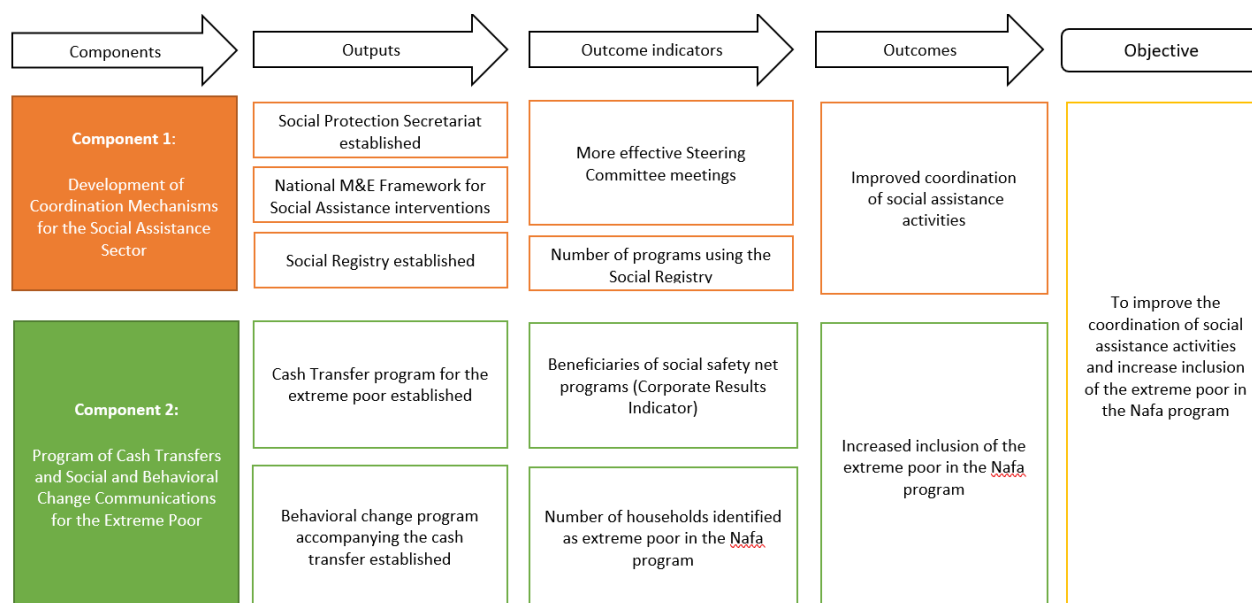 Components
Outputs
Outcome indicators
Outcomes
Objective
Component 1:
Development of
Coordination Mechanisms
for the Social Assistance
Sector
Social Protection Secretariat
established
National M&E Framework for
Social Assistance interventions
Social Registry established
More effective Steering
Committee meetings
Number of programs using the
Social Registry
Improved coordination
of social assistance
activities
Component 2:
Program of Cash Transfers
and Social and Behavioral
Change Communications
for the Extreme Poor
Cash Transfer program for the
extreme poor established
Behavioral change program
accompanying the cash
transfer established
Beneficiaries of social safety net
programs (Corporate Results
Indicator)
Number of households identified
as extreme poor in the Nafa
program
Increased inclusion of the
extreme poor in the Nafa
program
To improve the
coordination of social
assistance activities
and increase inclusion
of the extreme poor in
the Nafa program